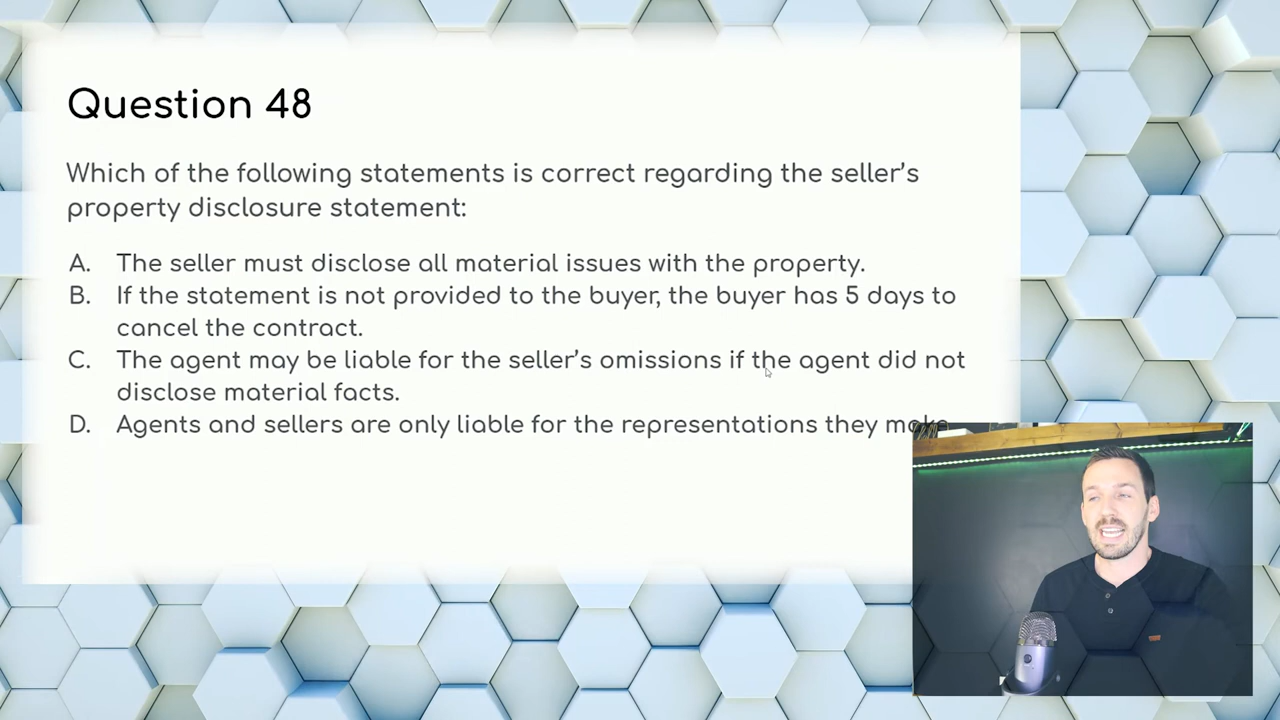 Question 48
Which of the following statements is correct regarding the seller’s
property disclosure statement:
A. The seller must disclose all material issues with the property.
B. If the statement is not provided to the buyer, the buyer has 5 days to
cancel the contract.
C. The agent may be liable for the seller’s omissions if the agent did not
disclose material facts.
D. Agents and sellers are only liable for the representations they make.